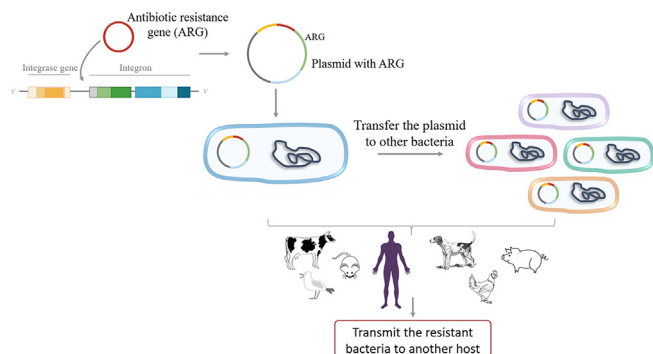 Antibiotic resistance
gene (ARG)
Integrase gene
Integron
ARG
Plasmid with ARG
Transfer the plasmid
to other bacteria
Transmit the resistant
bacteria to another host